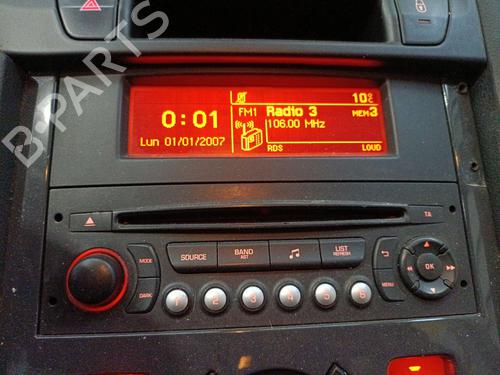 B-PARTS
10°C
FM1 Radio 3 MEM3
0:01
106.00 MHz
Lun 01/01/2007
RDS LOUD
TA
MODE SOURCE BAND AST LIST REFRESH
OK
DARK 1 2 3 4 5 6 MENU